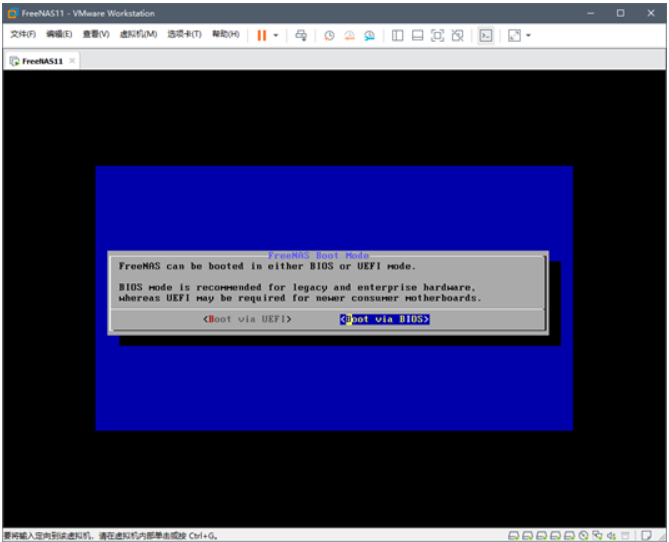 FreeNAS11 - VMware Workstation
文件(F) 编辑(E) 查看(V) 虚拟机(M) 选项卡(T) 帮助(H)
FreeNAS11
FreeNAS Boot Mode
FreeNAS can be booted in either BIOS or UEFI mode.
BIOS mode is recommended for legacy and enterprise hardware,
whereas UEFI may be required for newer consumer motherboards.
<Boot via UEFI> <Boot via BIOS>
要将输入定向到该虚拟机，请在虚拟机内部单击或按 Ctrl+G。